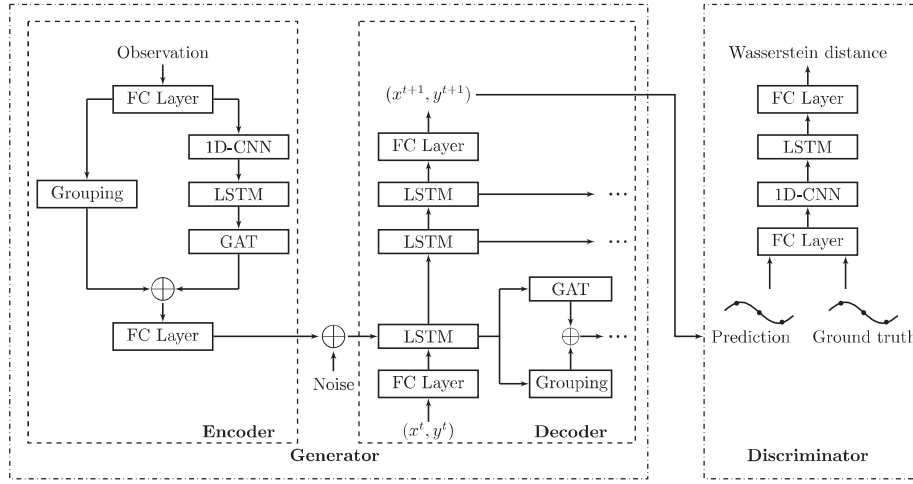 Observation
FC Layer
1D-CNN
Grouping
LSTM
GAT
FC Layer
Encoder
Noise
(x^{t+1}, y^{t+1})
FC Layer
LSTM
...
LSTM
...
GAT
LSTM
...
FC Layer
Grouping
(x^t, y^t)
Decoder
Generator
Wasserstein distance
FC Layer
LSTM
1D-CNN
FC Layer
Prediction
Ground truth
Discriminator